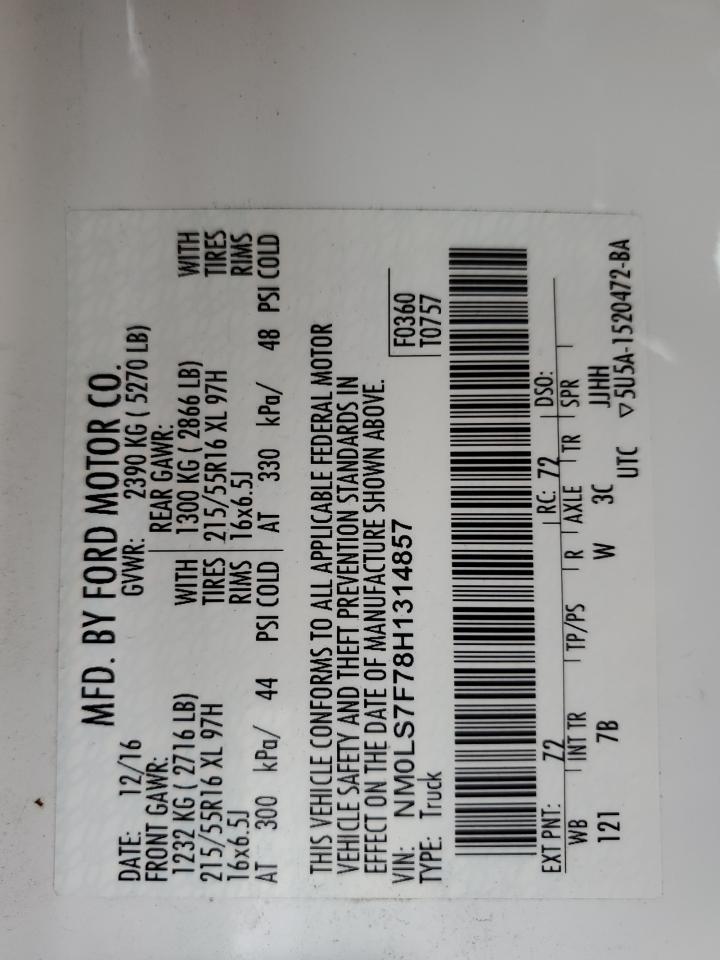 MFD. BY FORD MOTOR CO.
DATE: 12/16 GVWR: 2390 KG ( 5270 LB)
FRONT GAWR: REAR GAWR:
1232 KG ( 2716 LB) WITH 1300 KG ( 2866 LB) WITH
215/55R16 XL 97H TIRES 215/55R16 XL 97H TIRES
16x6.5J RIMS 16x6.5J RIMS
AT 300 kPa/ 44 PSI COLD AT 330 kPa/ 48 PSI COLD
THIS VEHICLE CONFORMS TO ALL APPLICABLE FEDERAL MOTOR
VEHICLE SAFETY AND THEFT PREVENTION STANDARDS IN
EFFECT ON THE DATE OF MANUFACTURE SHOWN ABOVE.
VIN: NM0LS7F78H1314857 F0360
TYPE: Truck T0757
EXT PNT: Z2 RC: 72 DSO:
WB INT TR TP/PS R AXLE TR SPR
121 7B W 3C JJHH
UTC ▽5U5A-1520472-BA